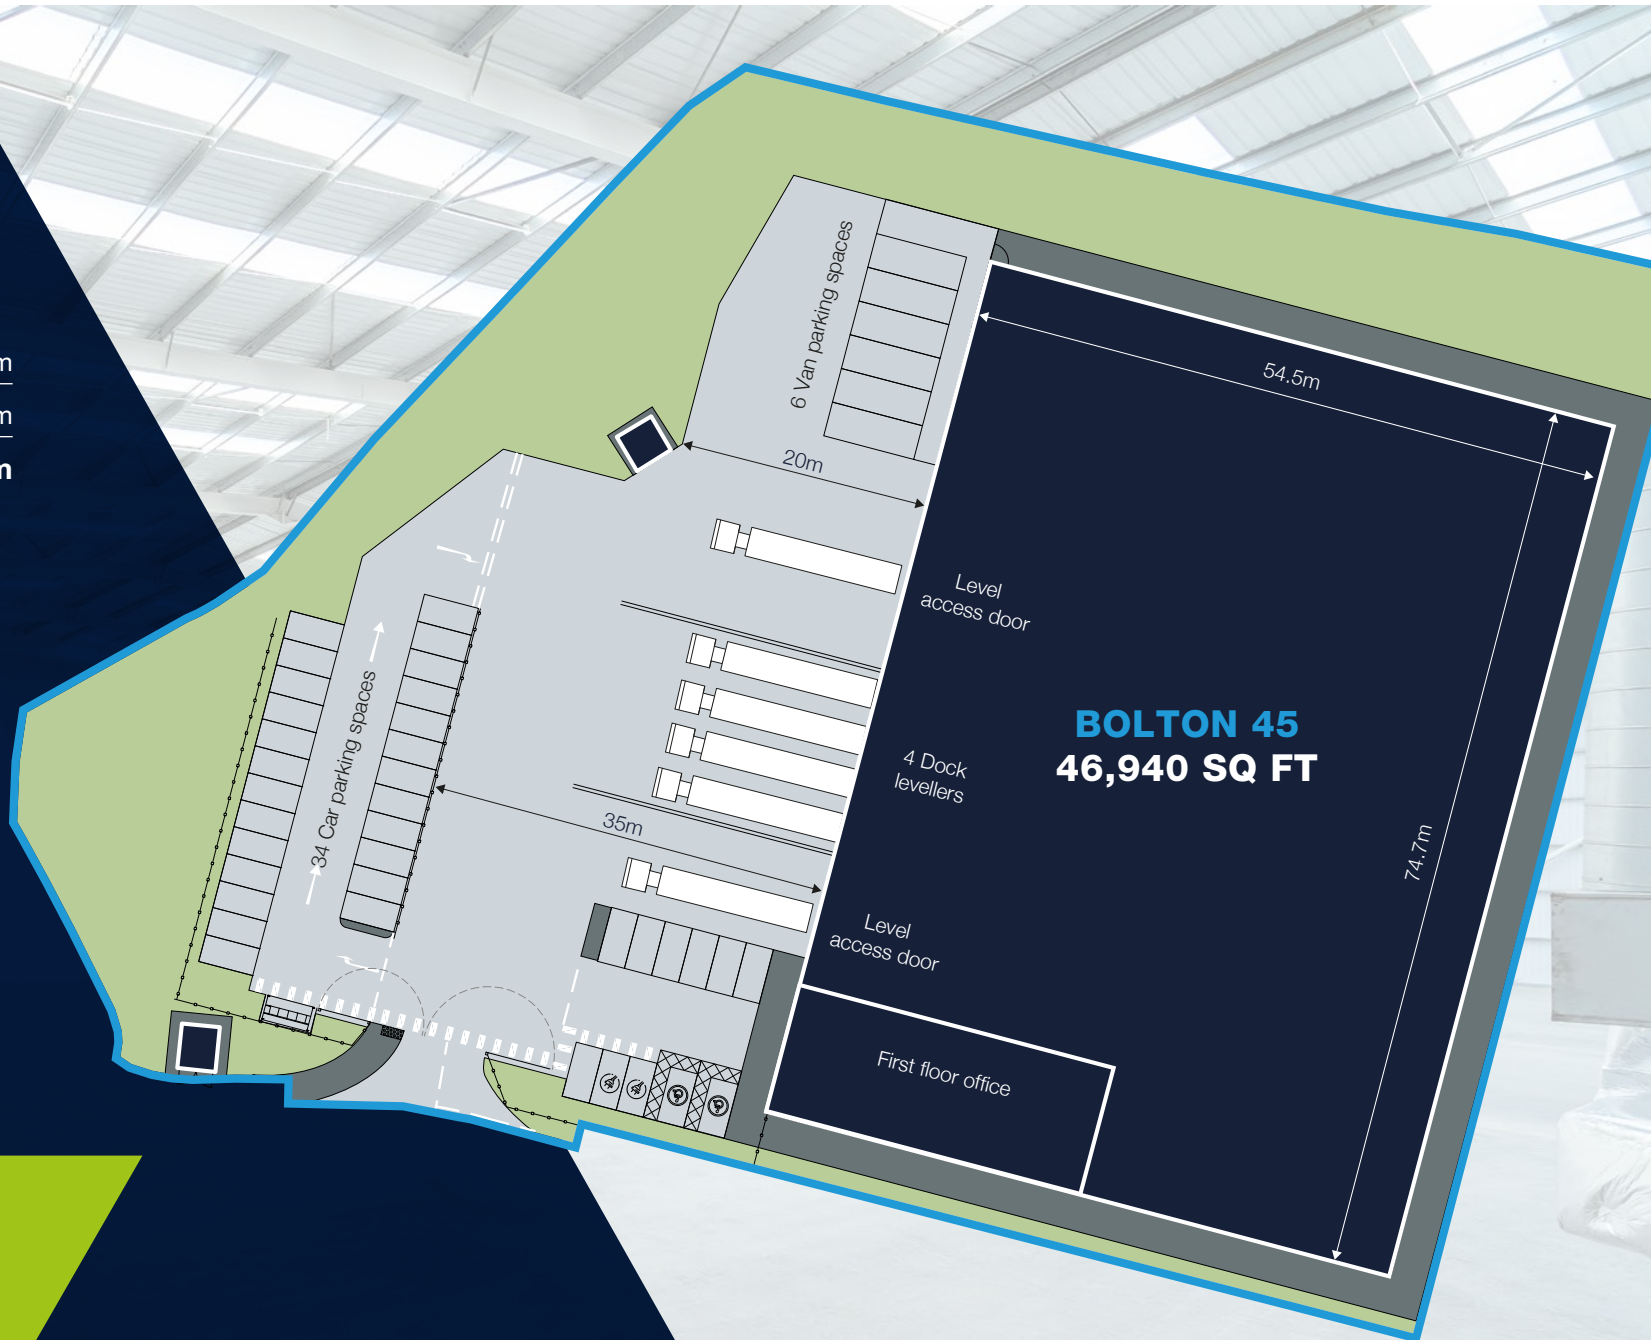 m
m
m
6 Van parking spaces
54.5m
20m
Level
access door
BOLTON 45
46,940 SQ FT
34 Car parking spaces
4 Dock
levellers
35m
74.7m
Level
access door
First floor office